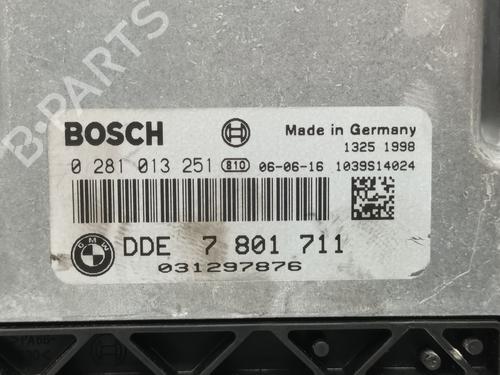 B-PARTS
BOSCH
Made in Germany
1325 1998
0 281 013 251 810 06-06-16 1039S14024
BMW DDE 7 801 711
031297876